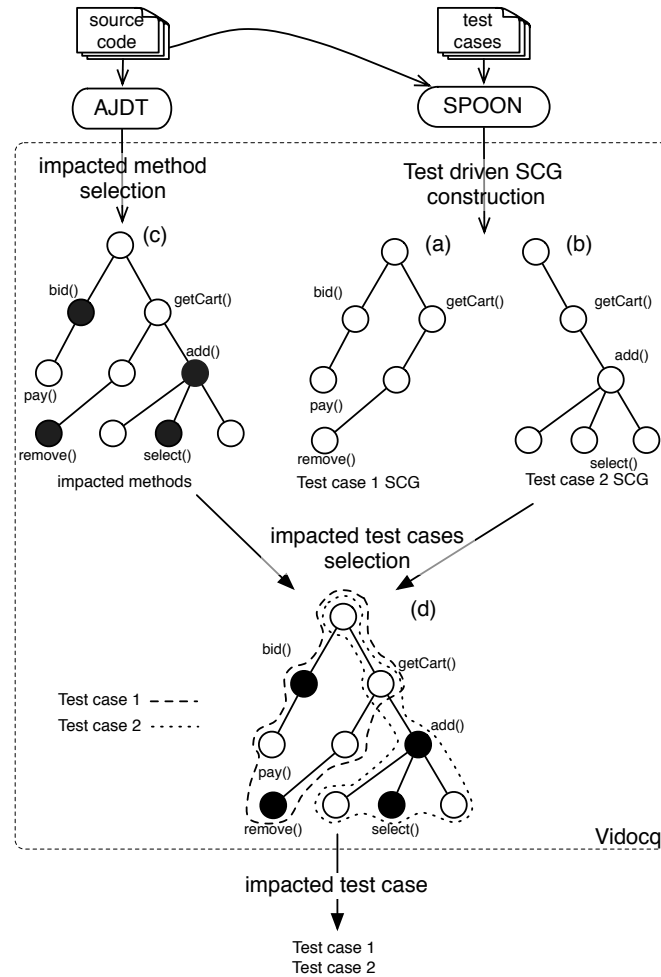 source
code
test
cases
AJDT
SPOON
impacted method
selection
Test driven SCG
construction
(c)
(a)
(b)
bid()
getCart()
add()
pay()
remove()
select()
impacted methods
bid()
getCart()
pay()
remove()
Test case 1 SCG
getCart()
add()
select()
Test case 2 SCG
impacted test cases
selection
(d)
bid()
getCart()
Test case 1
Test case 2
add()
pay()
remove()
select()
Vidocq
impacted test case
Test case 1
Test case 2